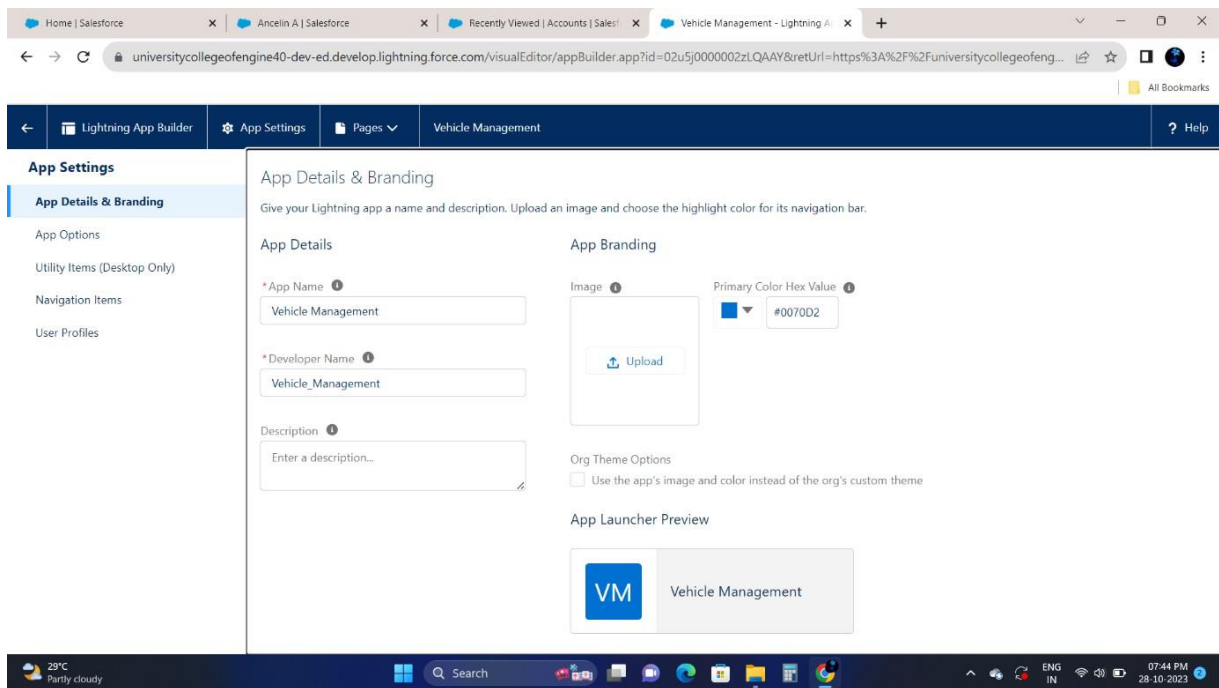 Home | Salesforce
Ancelin A | Salesforce
Recently Viewed | Accounts | Salesf
Vehicle Management - Lightning A
universitycollegeofengine40-dev-ed.develop.lightning.force.com/visualEditor/appBuilder.app?id=02u5j0000002zLQAAY&retUrl=https%3A%2F%2Funiversitycollegeofeng...
All Bookmarks
Lightning App Builder
App Settings
Pages
Vehicle Management
? Help
App Settings
App Details & Branding
App Options
Utility Items (Desktop Only)
Navigation Items
User Profiles
App Details & Branding
Give your Lightning app a name and description. Upload an image and choose the highlight color for its navigation bar.
App Details
*App Name
Vehicle Management
*Developer Name
Vehicle_Management
Description
Enter a description...
App Branding
Image
Upload
Primary Color Hex Value
#0070D2
Org Theme Options
Use the app's image and color instead of the org's custom theme
App Launcher Preview
VM
Vehicle Management
29°C
Partly cloudy
Search
ENG
IN
07:44 PM
28-10-2023
2